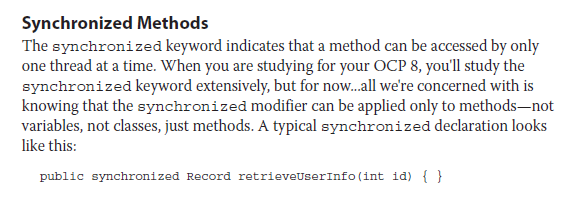 Synchronized Methods
The synchronized keyword indicates that a method can be accessed by only
one thread at a time. When you are studying for your OCP 8, you'll study the
synchronized keyword extensively, but for now...all we're concerned with is
knowing that the synchronized modifier can be applied only to methods—not
variables, not classes, just methods. A typical synchronized declaration looks
like this:
public synchronized Record retrieveUserInfo(int id) { }